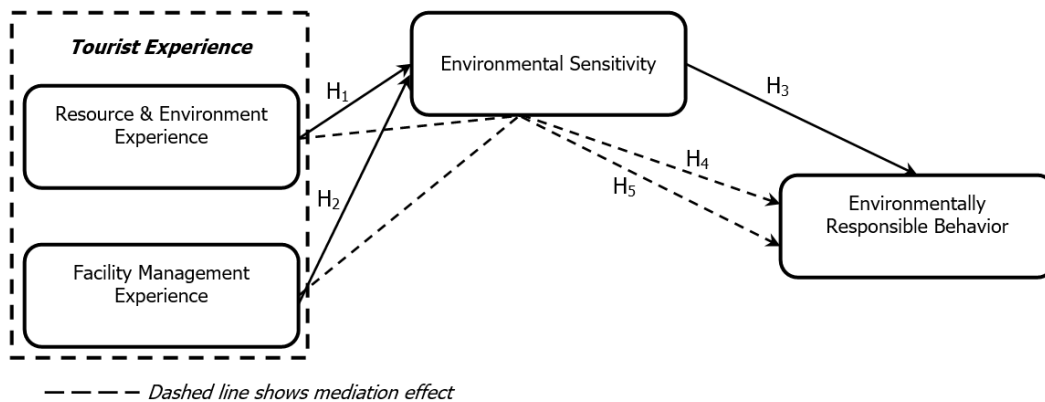 Tourist Experience
Resource & Environment
Experience
Facility Management
Experience
H₁
H₂
Environmental Sensitivity
H₃
H₄
H₅
Environmentally
Responsible Behavior
Dashed line shows mediation effect